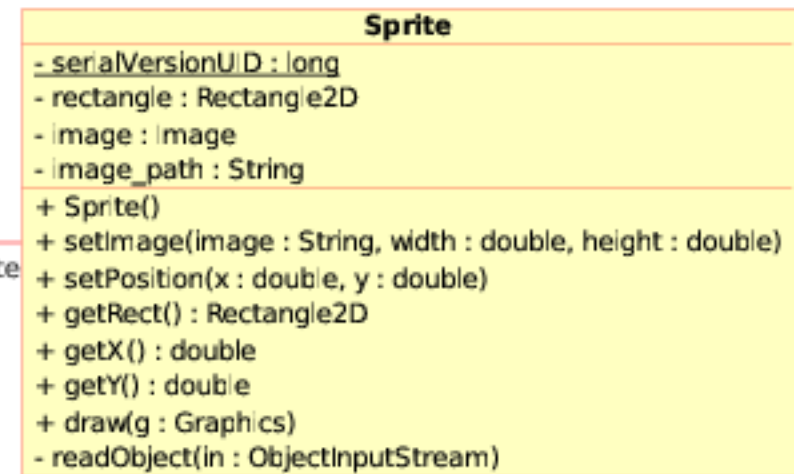 Sprite
- serialVersionUID : long
- rectangle : Rectangle2D
- image : Image
- image_path : String
+ Sprite()
+ setImage(image : String, width : double, height : double)
te
+ setPosition(x : double, y : double)
+ getRect() : Rectangle2D
+ getX() : double
+ getY() : double
+ draw(g : Graphics)
- readObject(in : ObjectInputStream)